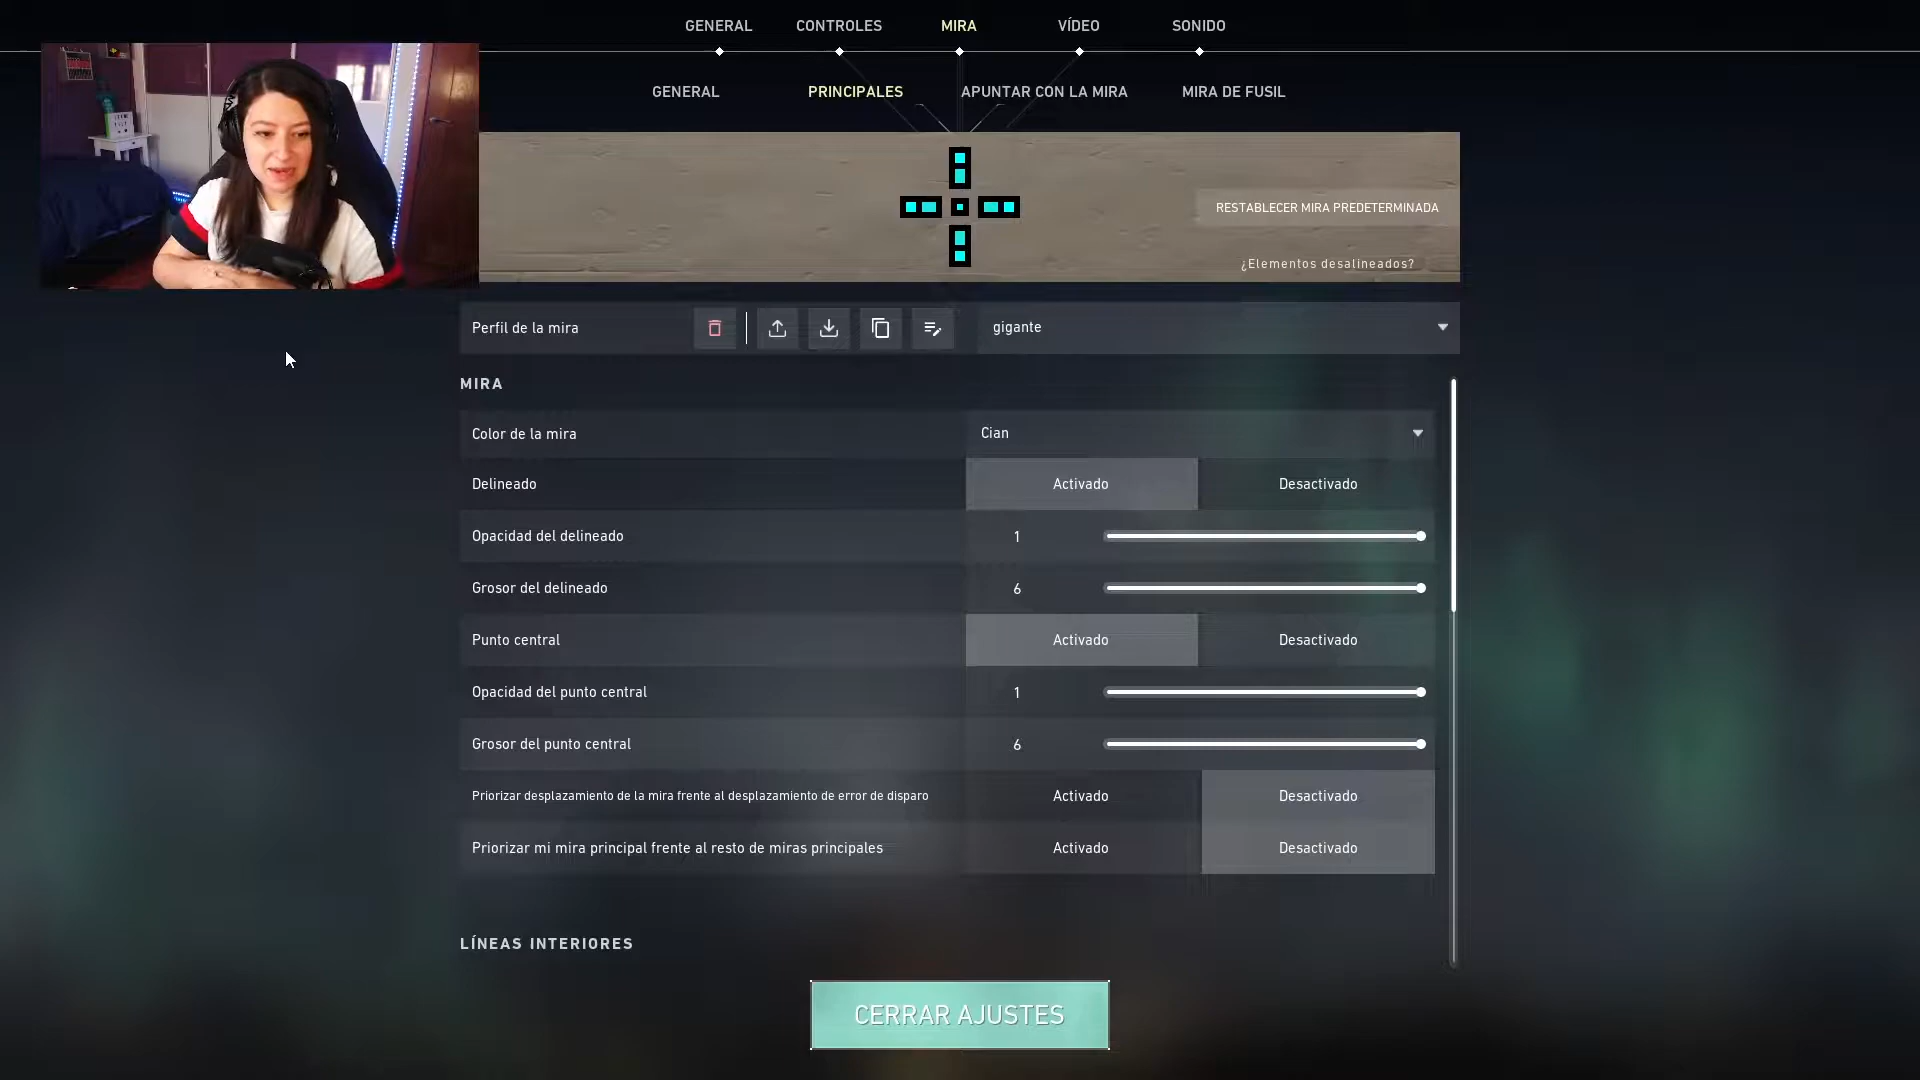 GENERAL CONTROLES MIRA VÍDEO SONIDO
GENERAL PRINCIPALES APUNTAR CON LA MIRA MIRA DE FUSIL
RESTABLECER MIRA PREDETERMINADA
¿Elementos desalineados?
Perfil de la mira gigante
MIRA
Color de la mira Cian
Delineado Activado Desactivado
Opacidad del delineado 1
Grosor del delineado 6
Punto central Activado Desactivado
Opacidad del punto central 1
Grosor del punto central 6
Priorizar desplazamiento de la mira frente al desplazamiento de error de disparo Activado Desactivado
Priorizar mi mira principal frente al resto de miras principales Activado Desactivado
LÍNEAS INTERIORES
CERRAR AJUSTES